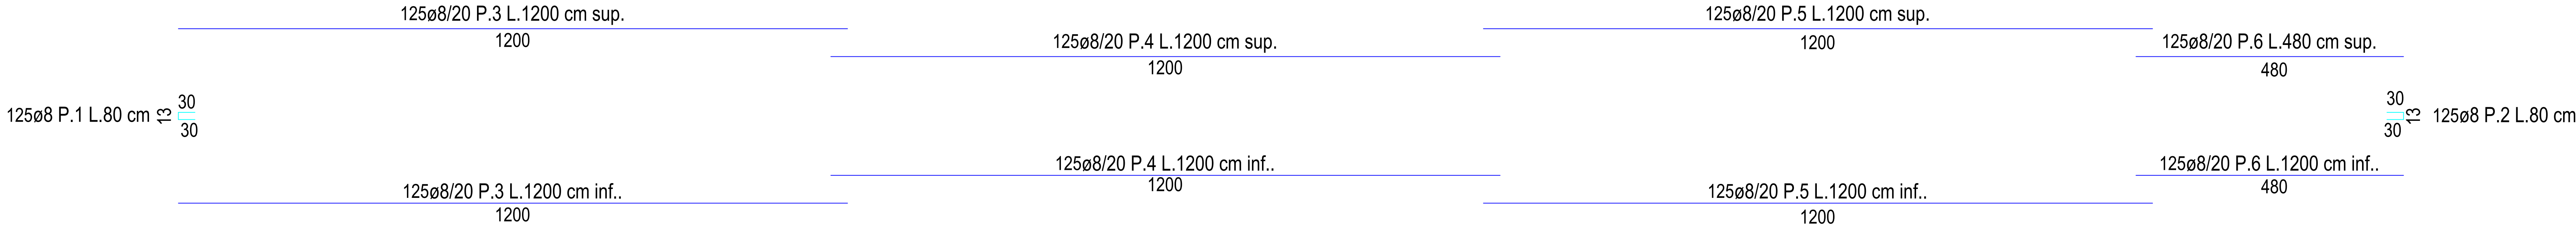 125ø8/20 P.3 L.1200 cm sup.
1200
125ø8/20 P.4 L.1200 cm sup.
1200
125ø8/20 P.5 L.1200 cm sup.
1200
125ø8/20 P.6 L.480 cm sup.
480
125ø8 P.1 L.80 cm
13
30
30
30
30
13
125ø8 P.2 L.80 cm
125ø8/20 P.3 L.1200 cm inf..
1200
125ø8/20 P.4 L.1200 cm inf..
1200
125ø8/20 P.5 L.1200 cm inf..
1200
125ø8/20 P.6 L.1200 cm inf..
480